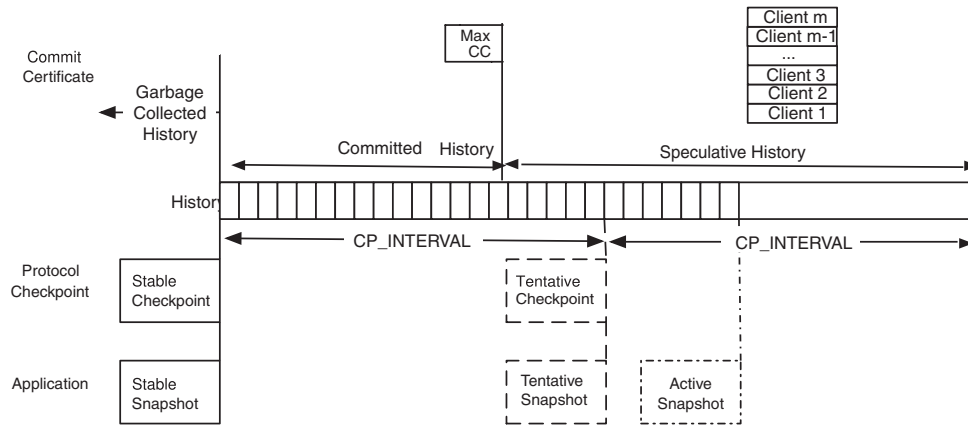 Client m
Client m-1
...
Client 3
Client 2
Client 1
Max
CC
Commit
Certificate
Garbage
Collected
History
Committed History
Speculative History
History
CP_INTERVAL
CP_INTERVAL
Protocol
Checkpoint
Stable
Checkpoint
Tentative
Checkpoint
Application
Stable
Snapshot
Tentative
Snapshot
Active
Snapshot